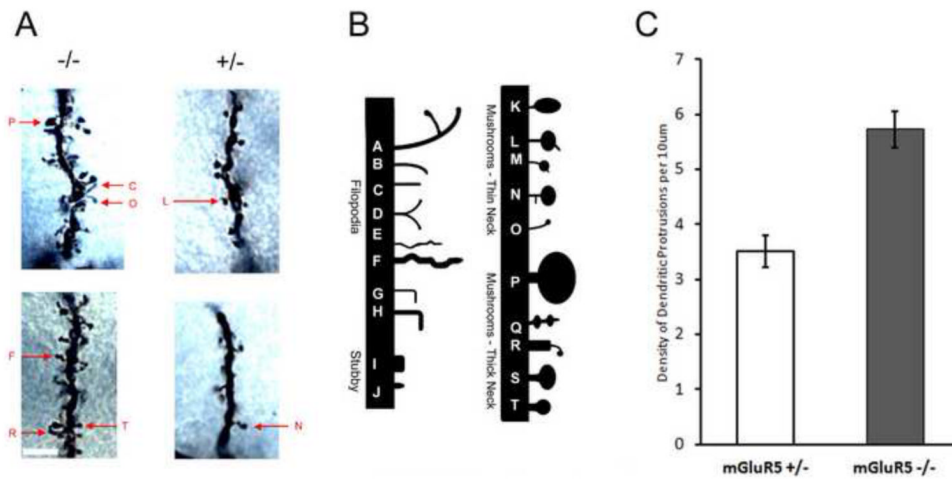 A
-/-
+/-
P
C
O
L
F
R
T
N
B
Filopodia
Stubby
A
B
C
D
E
F
G
H
I
J
Mushrooms - Thin Neck
Mushrooms - Thick Neck
K
L
M
N
O
P
Q
R
S
T
C
Density of Dendritic Protrusions per 10um
7
6
5
4
3
2
1
0
mGluR5 +/-
mGluR5 -/-